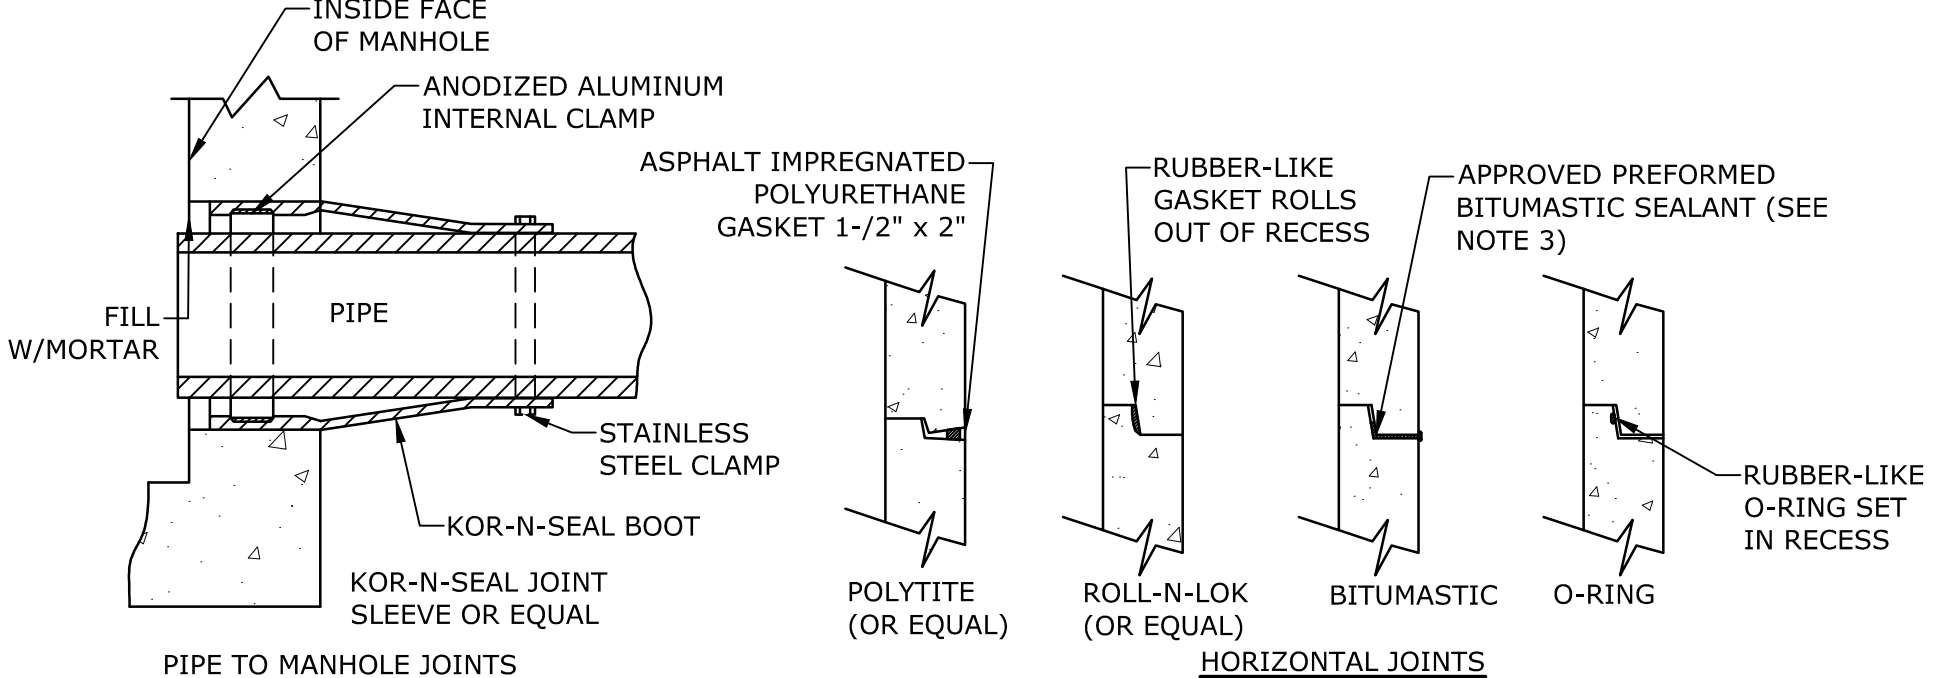 INSIDE FACE
OF MANHOLE
ANODIZED ALUMINUM
INTERNAL CLAMP
FILL
W/MORTAR
PIPE
STAINLESS
STEEL CLAMP
KOR-N-SEAL BOOT
KOR-N-SEAL JOINT
SLEEVE OR EQUAL
PIPE TO MANHOLE JOINTS
ASPHALT IMPREGNATED
POLYURETHANE
GASKET 1-/2" x 2"
RUBBER-LIKE
GASKET ROLLS
OUT OF RECESS
APPROVED PREFORMED
BITUMASTIC SEALANT (SEE
NOTE 3)
RUBBER-LIKE
O-RING SET
IN RECESS
POLYTITE
(OR EQUAL)
ROLL-N-LOK
(OR EQUAL)
BITUMASTIC
O-RING
HORIZONTAL JOINTS